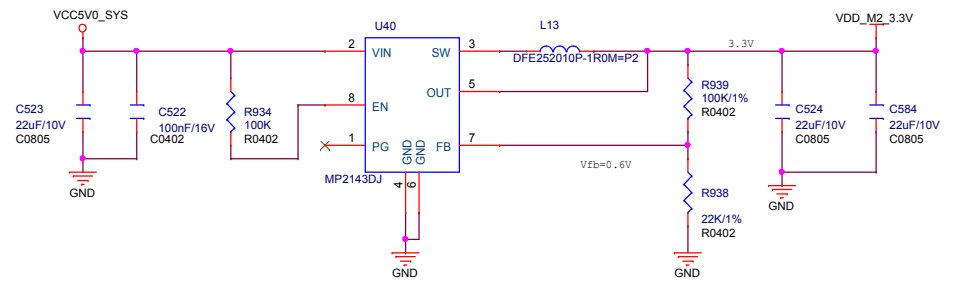 VCC5V0_SYS
VDD_M2_3.3V
U40
L13
2
VIN
SW
3
3.3V
DFE252010P-1R0M=P2
OUT
5
C523
22uF/10V
C0805
C522
100nF/16V
C0402
R934
100K
R0402
8
EN
R939
100K/1%
R0402
C524
22uF/10V
C0805
C584
22uF/10V
C0805
1
PG
GND
GND
FB
7
Vfb=0.6V
MP2143DJ
4
6
GND
R938
22K/1%
R0402
GND
GND
GND